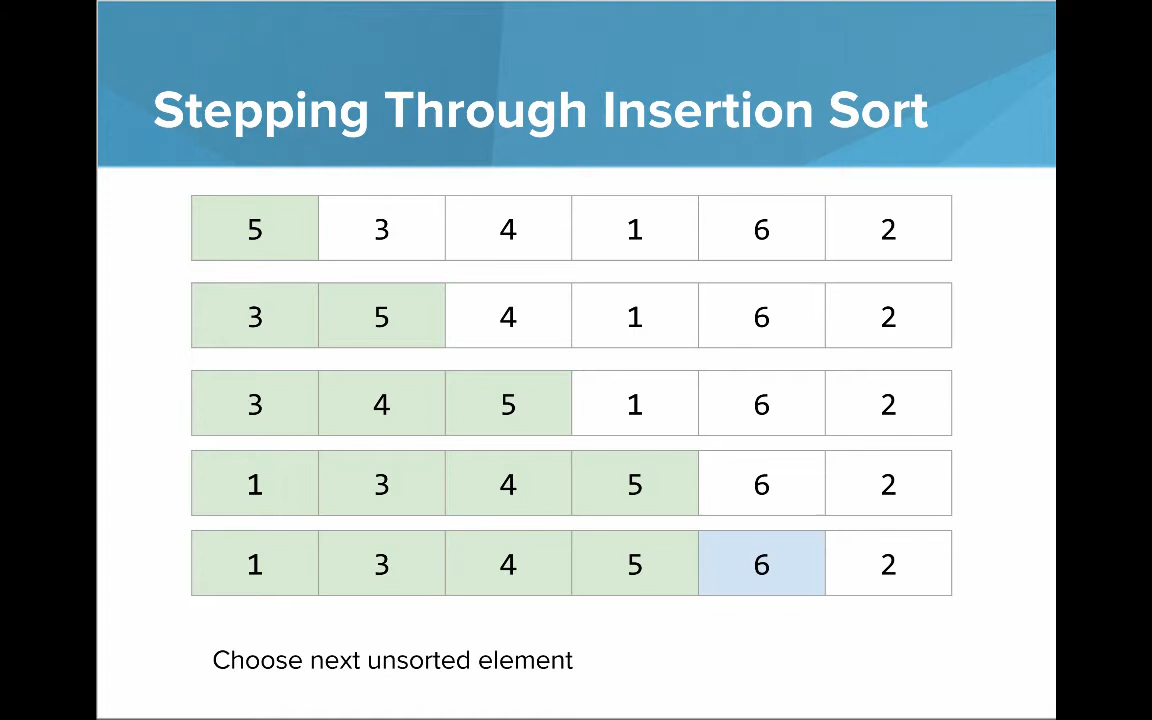 Stepping Through Insertion Sort
5 3 4 1 6 2
3 5 4 1 6 2
3 4 5 1 6 2
1 3 4 5 6 2
1 3 4 5 6 2
Choose next unsorted element